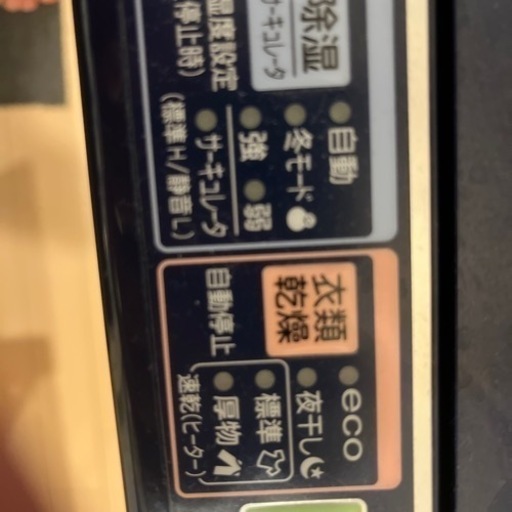 除湿
サーキュレータ
湿度設定
停止時)
自動
冬モード
強 弱
サーキュレータ
(標準H/静音L)
衣類
乾燥
自動停止
eco
夜干し
標準
厚物
速乾(ヒーター)